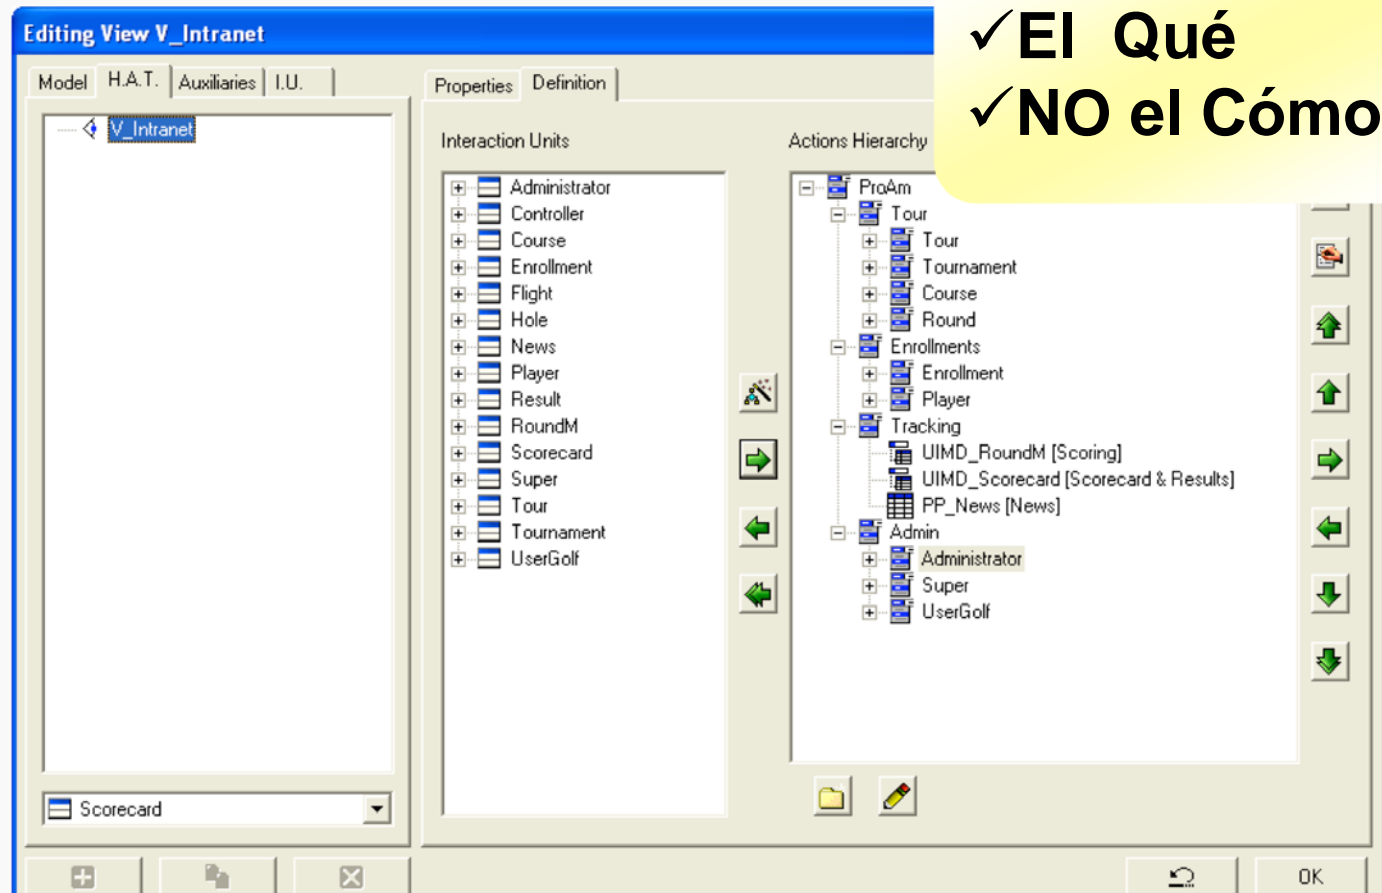 Editing View V_Intranet
✓El Qué
✓NO el Cómo
Model H.A.T. Auxiliaries I.U.
Properties Definition
V_Intranet
Scorecard
Interaction Units
Administrator
Controller
Course
Enrollment
Flight
Hole
News
Player
Result
RoundM
Scorecard
Super
Tour
Tournament
UserGolf
Actions Hierarchy
ProAm
Tour
Tour
Tournament
Course
Round
Enrollments
Enrollment
Player
Tracking
UIMD_RoundM [Scoring]
UIMD_Scorecard [Scorecard & Results]
PP_News [News]
Admin
Administrator
Super
UserGolf
OK